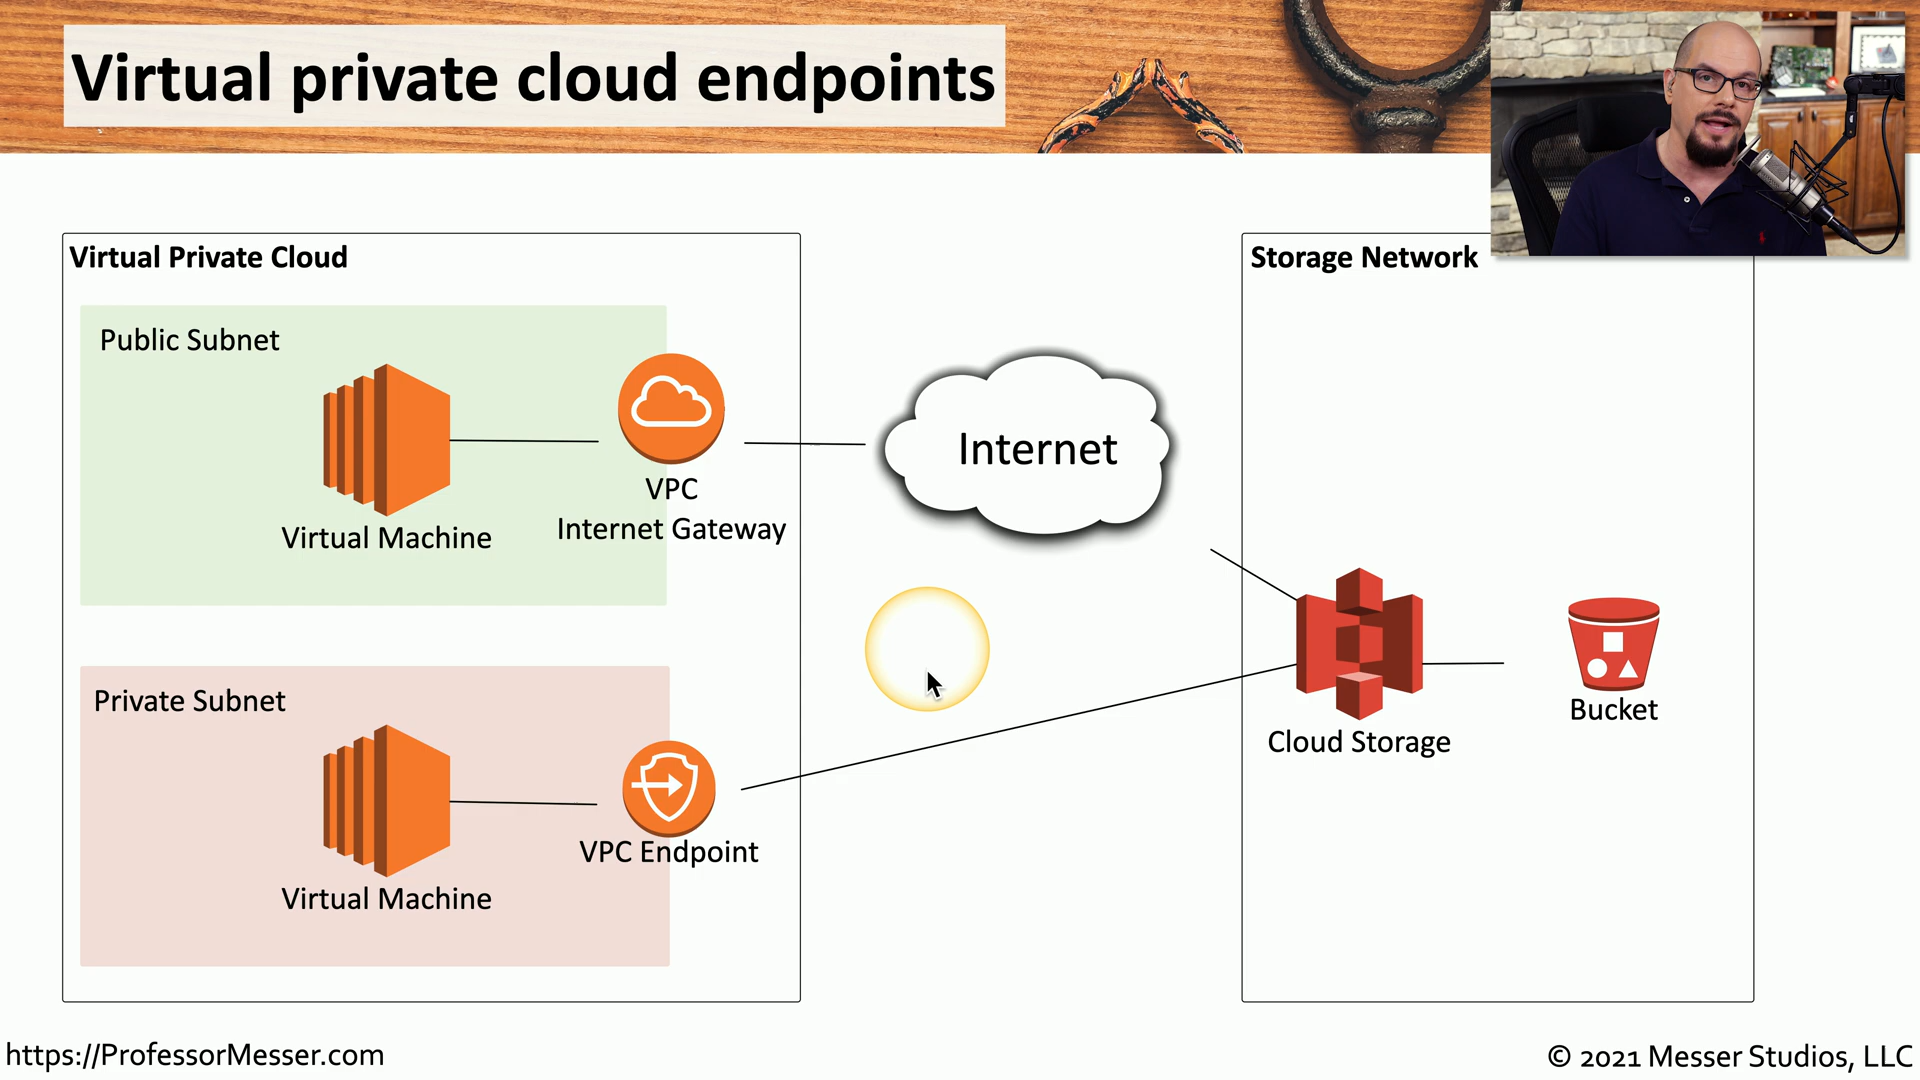 Virtual private cloud endpoints
Virtual Private Cloud
Storage Network
Public Subnet
Internet
VPC
Internet Gateway
Virtual Machine
Private Subnet
Bucket
Cloud Storage
VPC Endpoint
Virtual Machine
https://ProfessorMesser.com
© 2021 Messer Studios, LLC